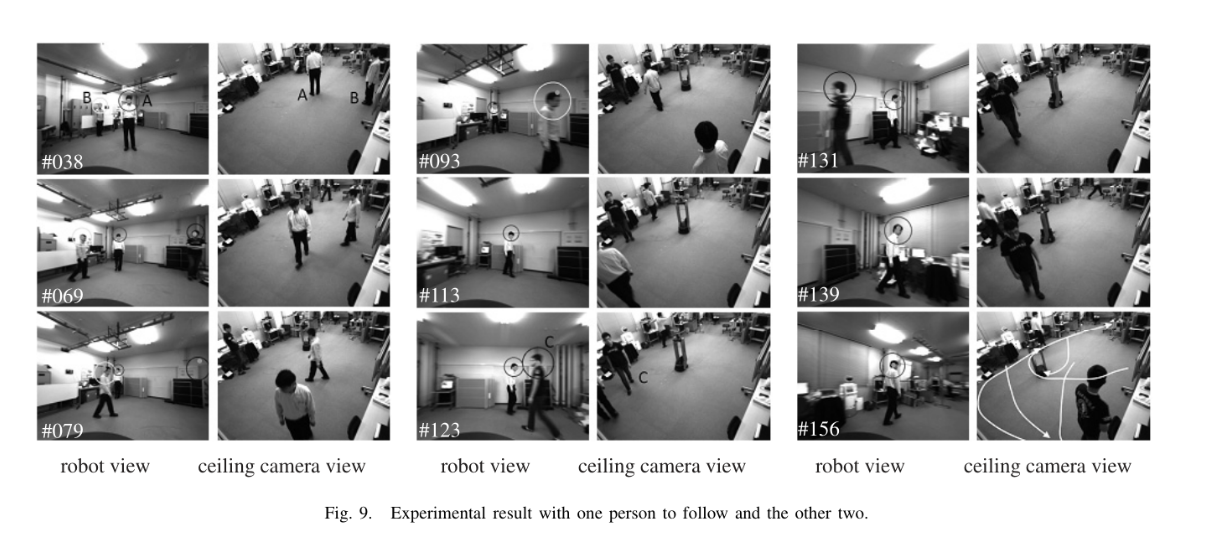 B A
A B
#038
#093
#131
#069
#113
#139
C
C
#079
#123
#156
robot view ceiling camera view robot view ceiling camera view robot view ceiling camera view
Fig. 9. Experimental result with one person to follow and the other two.